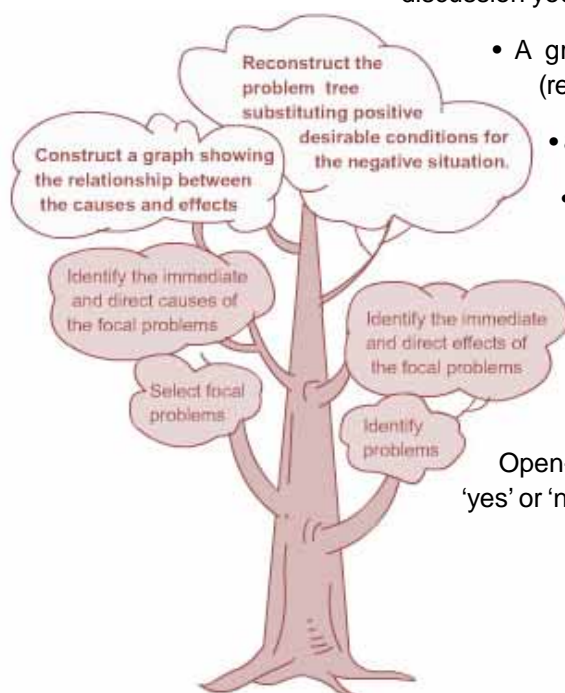 discussion you
• A gr
(re
•
•
Reconstruct the
problem tree
substituting positive
desirable conditions for
the negative situation.
Construct a graph showing
the relationship between
the causes and effects
Identify the immediate
and direct causes of
the focal problems
Identify the immediate
and direct effects of
the focal problems
Select focal
problems
Identify
problems
Open-
'yes' or 'n